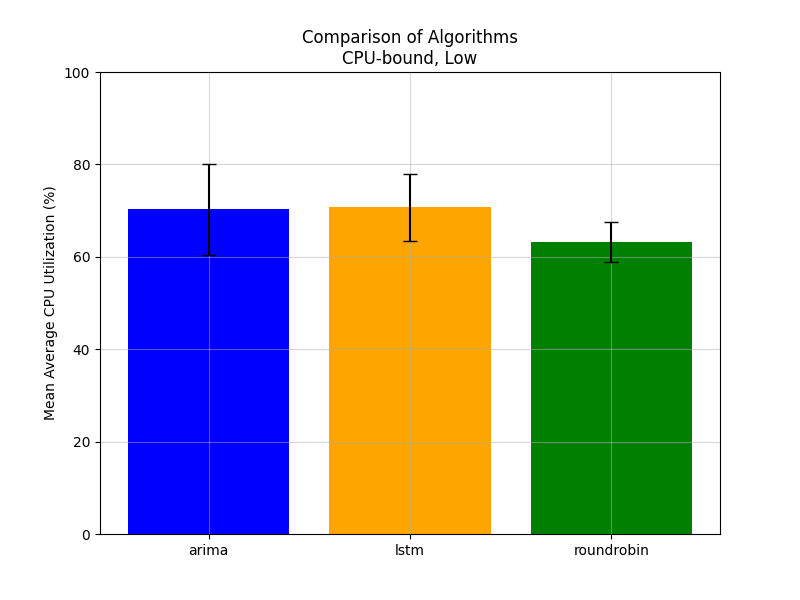 Comparison of Algorithms
CPU-bound, Low
Mean Average CPU Utilization (%)
100
80
60
40
20
0
arima
lstm
roundrobin